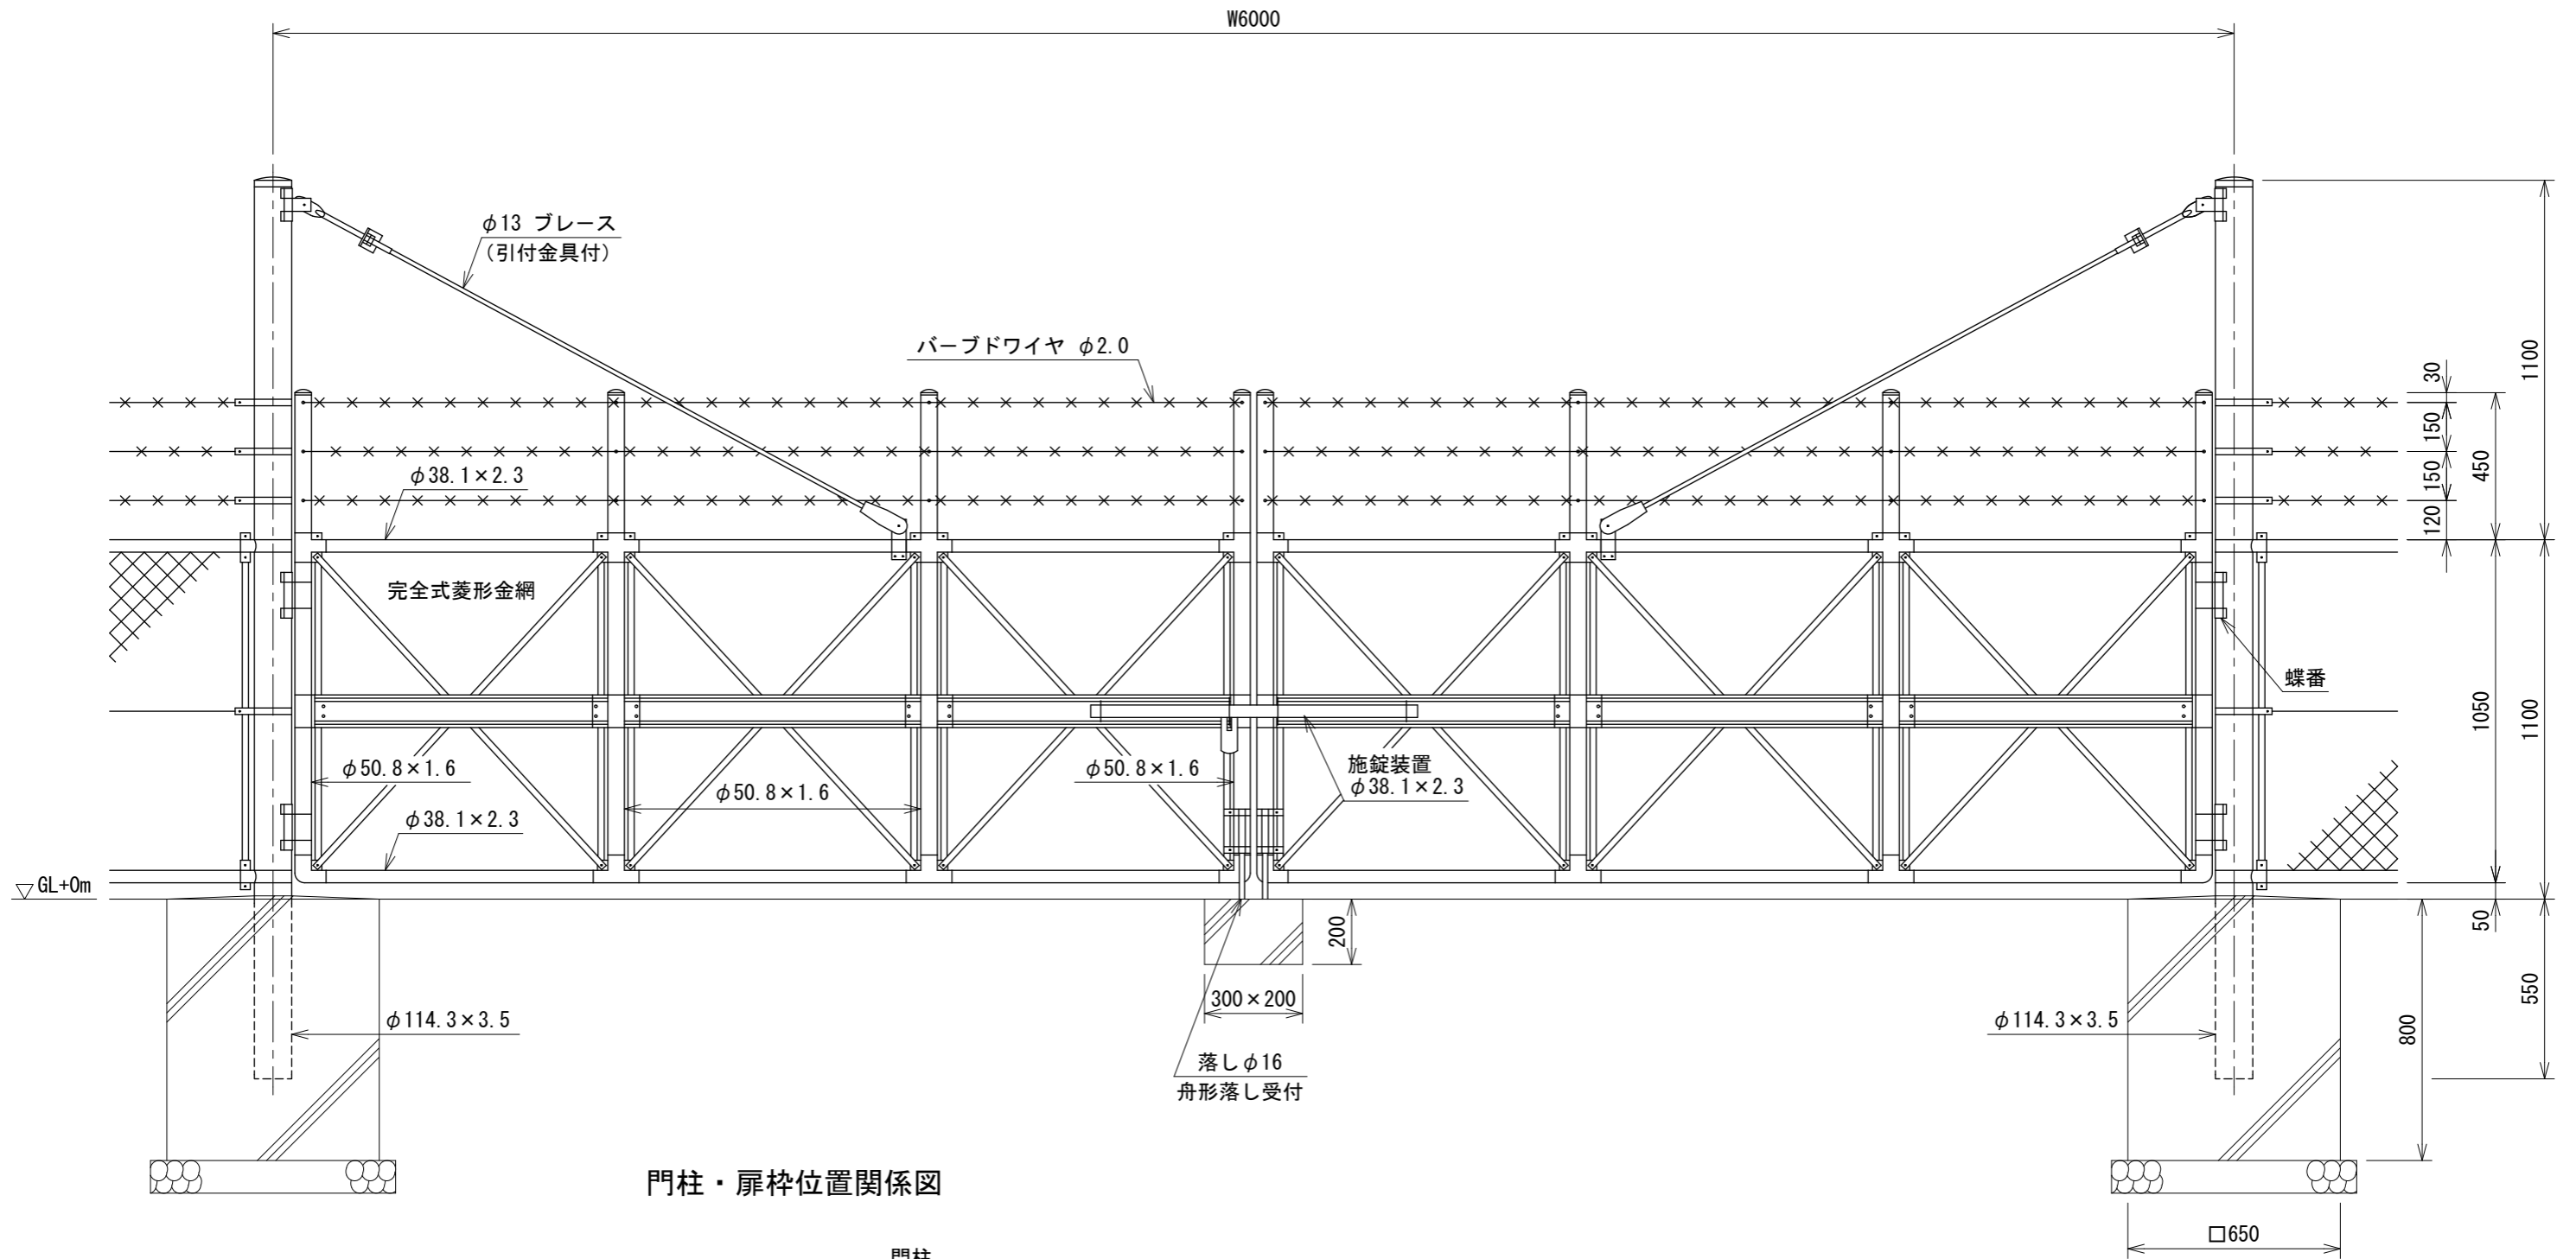 W6000
φ13 ブレース
(引付金具付)
バーブドワイヤ φ2.0
φ38.1×2.3
完全式菱形金網
30
150
150
120
450
1100
蝶番
φ50.8×1.6
φ50.8×1.6
φ50.8×1.6
施錠装置
φ38.1×2.3
φ38.1×2.3
1050
1100
▽GL+0m
50
200
300×200
550
800
φ114.3×3.5
φ114.3×3.5
落しφ16
舟形落し受付
門柱・扉枠位置関係図
□650
門柱